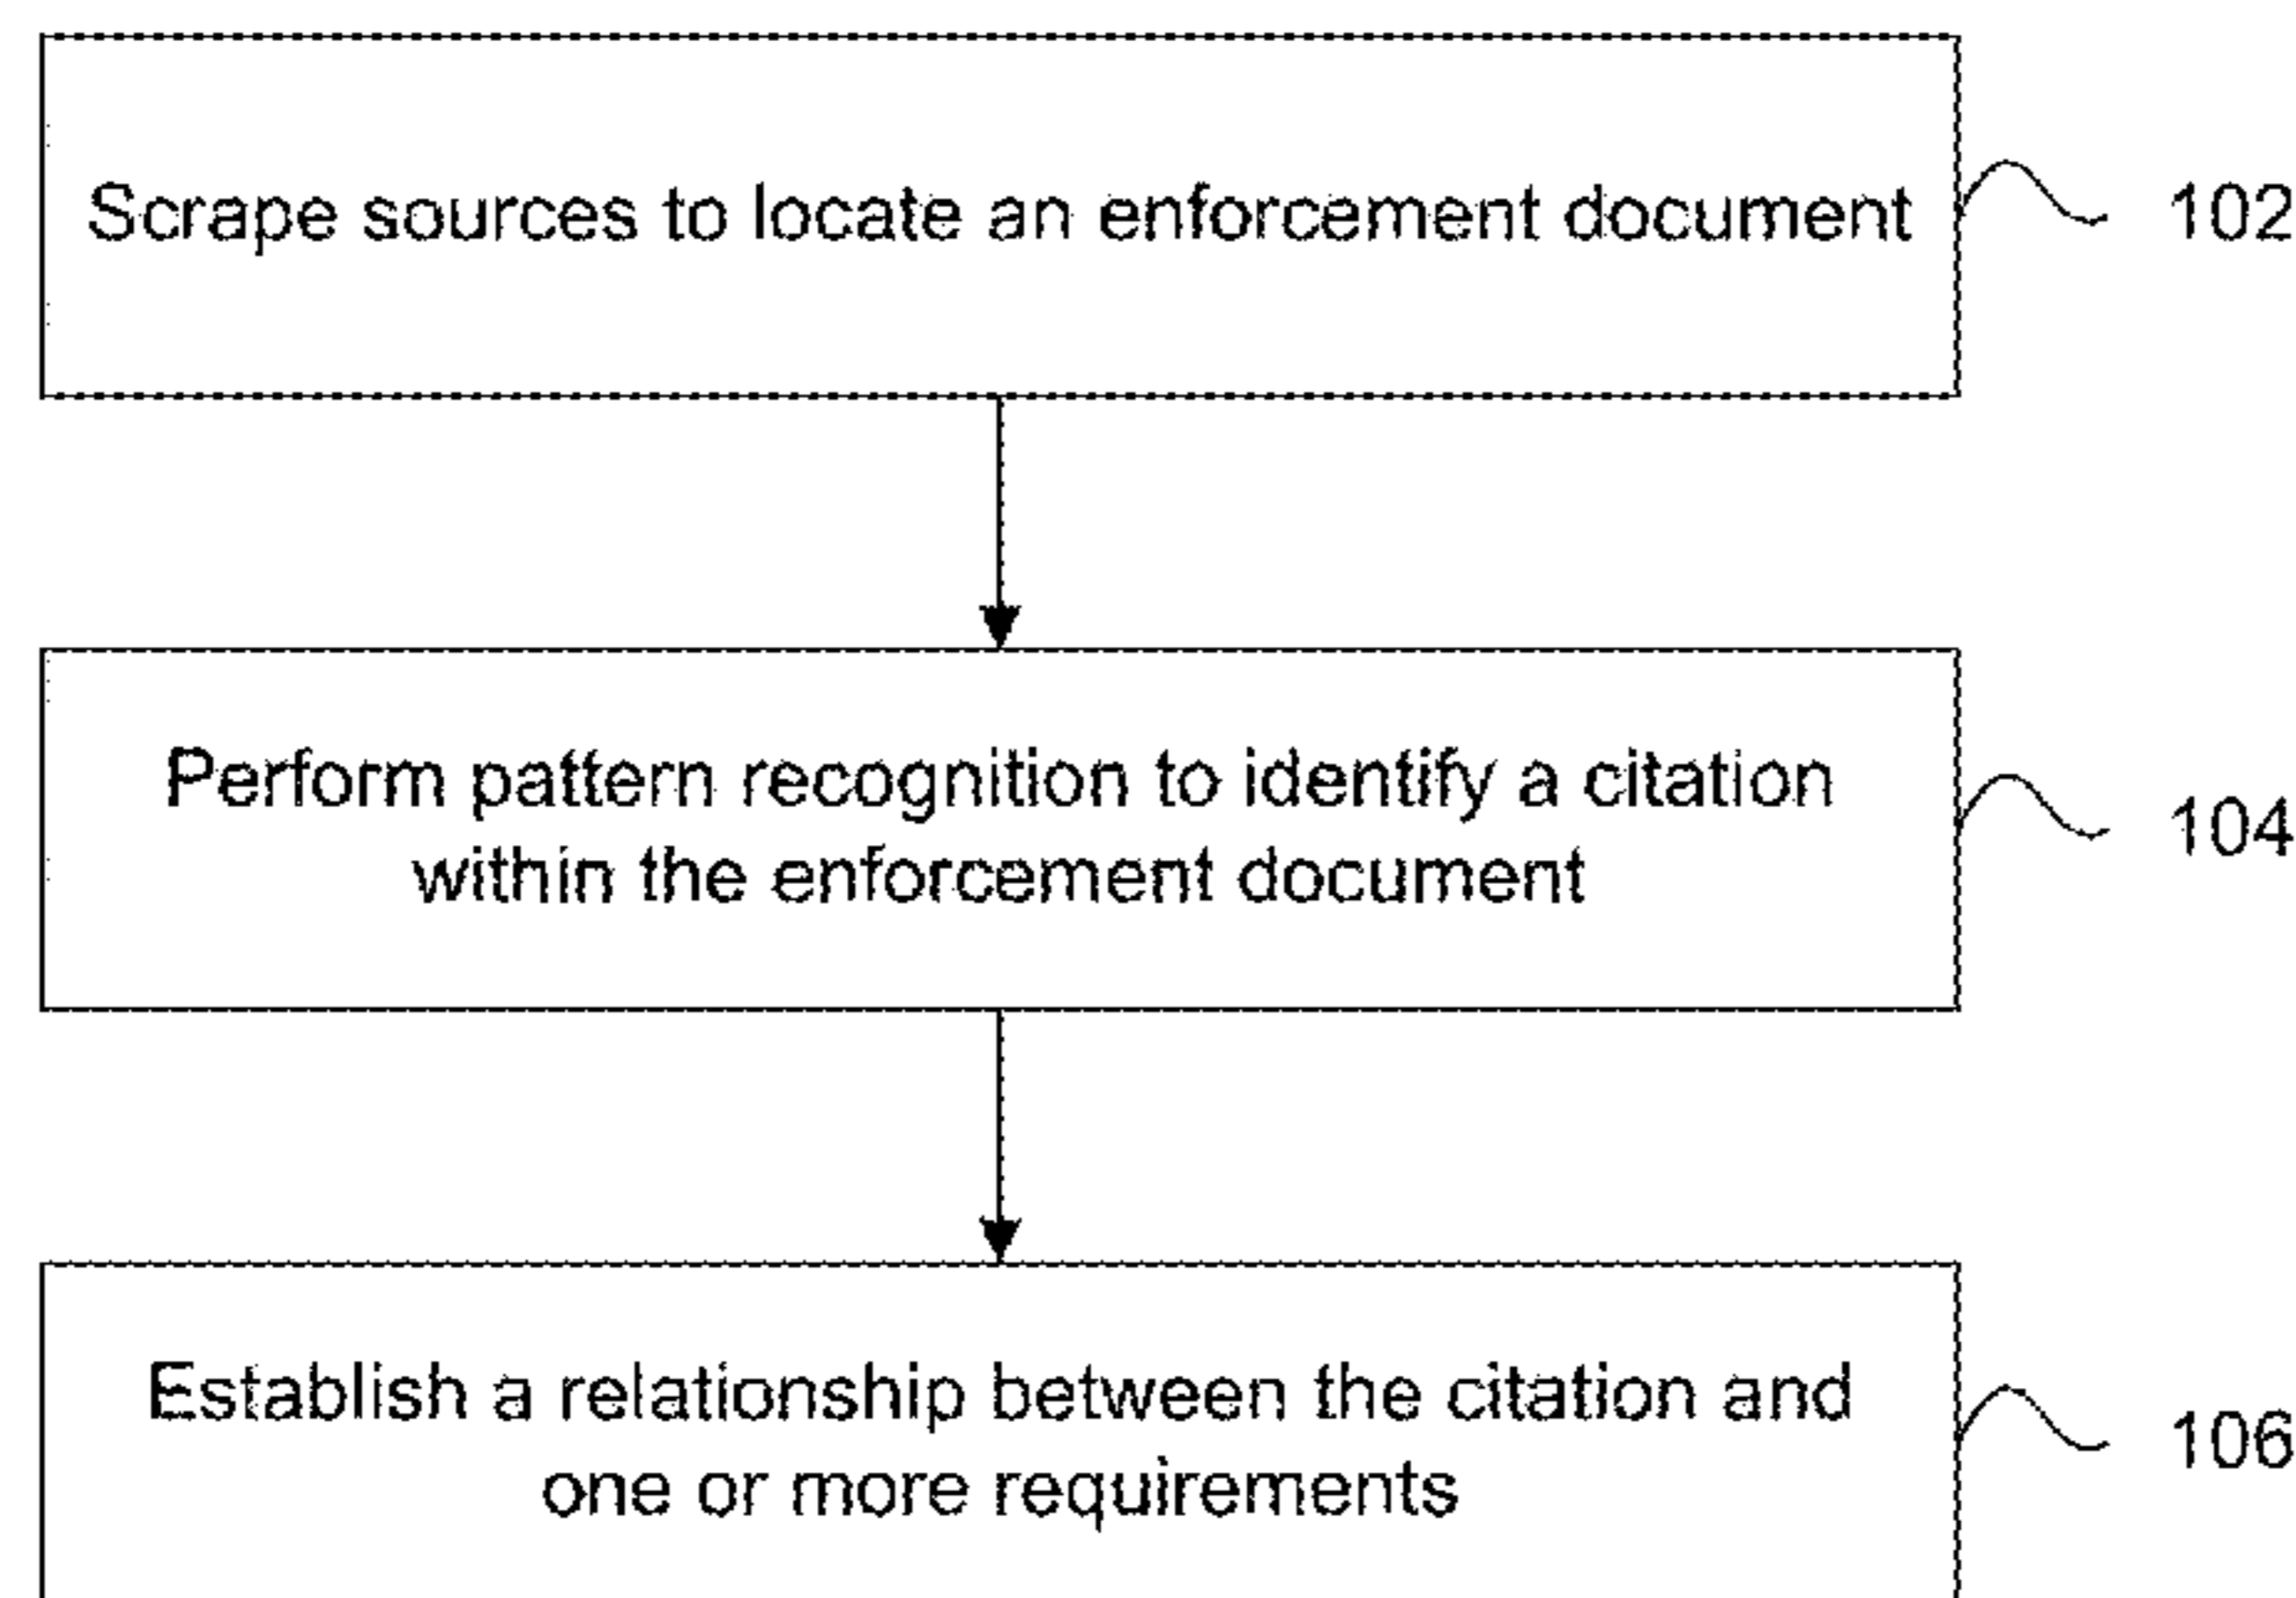 Scrape sources to locate an enforcement document
102
Perform pattern recognition to identify a citation
within the enforcement document
104
Establish a relationship between the citation and
one or more requirements
106